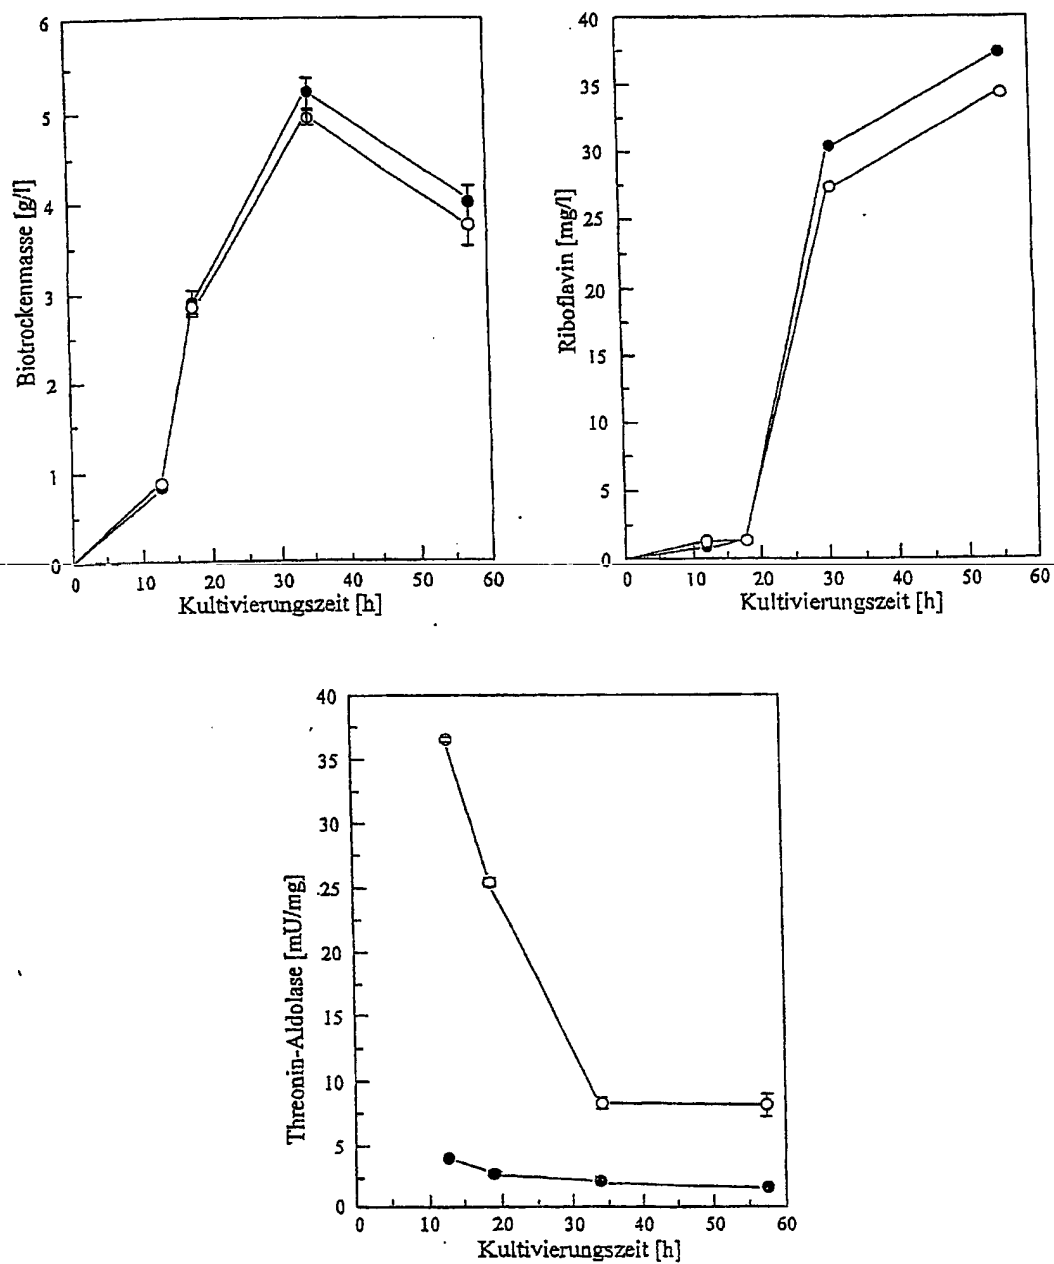 Biotrockenmasse [g/l]
6
5
4
3
2
1
0
0 10 20 30 40 50 60
Kultivierungszeit [h]
Riboflavin [mg/l]
40
35
30
25
20
15
10
5
0
0 10 20 30 40 50 60
Kultivierungszeit [h]
Threonin-Aldolase [mU/mg]
40
35
30
25
20
15
10
5
0
0 10 20 30 40 50 60
Kultivierungszeit [h]